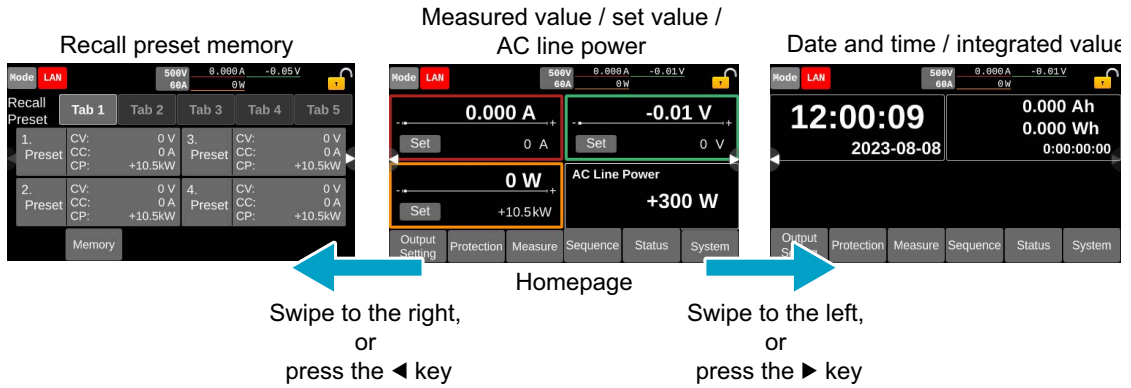 Measured value / set value /
AC line power
Recall preset memory
Date and time / integrated value
Mode LAN 500V 60A 0.000A -0.05V 0W
Recall
Preset
Tab 1 Tab 2 Tab 3 Tab 4 Tab 5
1. Preset CV: 0 V CC: 0 A CP: +10.5kW
3. Preset CV: 0 V CC: 0 A CP: +10.5kW
2. Preset CV: 0 V CC: 0 A CP: +10.5kW
4. Preset CV: 0 V CC: 0 A CP: +10.5kW
Memory
Mode LAN 500V 60A 0.000A -0.01V 0W
0.000 A
- +
Set 0 A
-0.01 V
- +
Set 0 V
0 W
- +
Set +10.5kW
AC Line Power
+300 W
Output Setting Protection Measure Sequence Status System
Mode LAN 500V 60A 0.000A -0.01V 0W
12:00:09
2023-08-08
0.000 Ah
0.000 Wh
0:00:00:00
Output Protection Measure Sequence Status System
Homepage
Swipe to the right,
or
press the ◀ key
Swipe to the left,
or
press the ▶ key